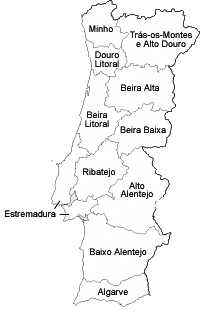 Minho
Trás-os-Montes
e Alto Douro
Douro
Litoral
Beira Alta
Beira
Litoral
Beira Baixa
Ribatejo
Alto
Alentejo
Estremadura
Baixo Alentejo
Algarve